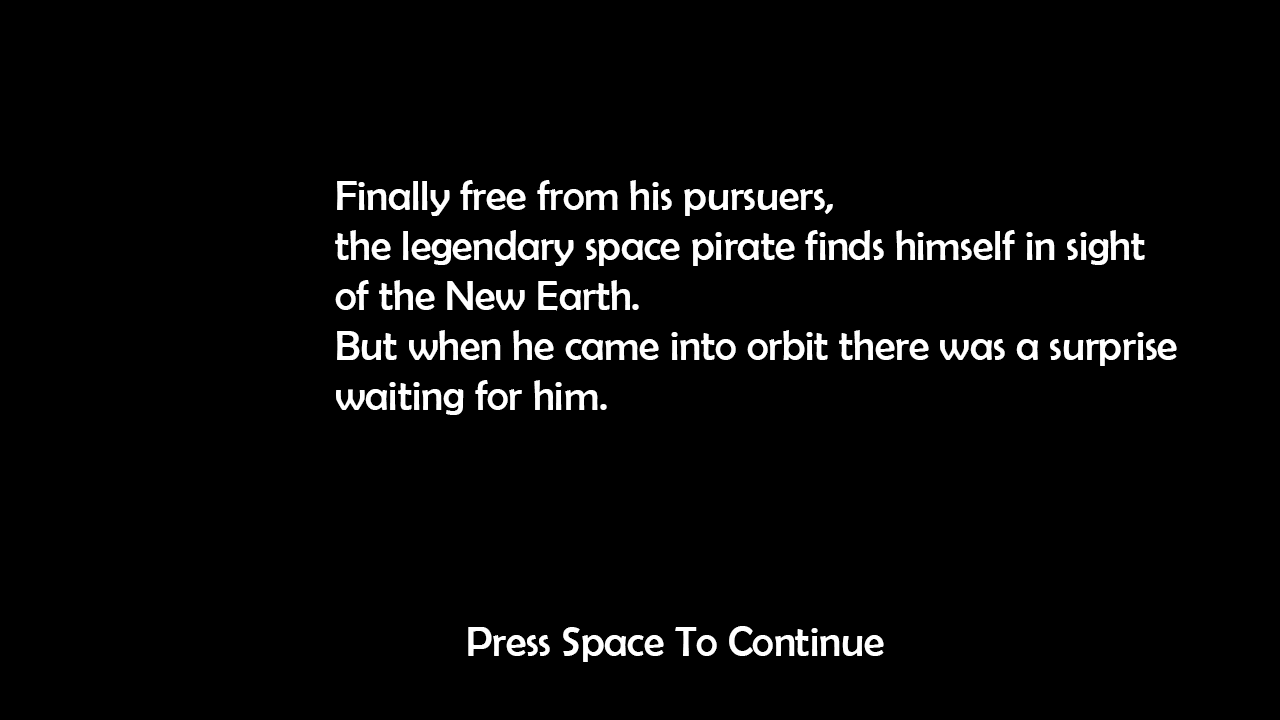 Finally free from his pursuers,
the legendary space pirate finds himself in sight
of the New Earth.
But when he came into orbit there was a surprise
waiting for him.
Press Space To Continue